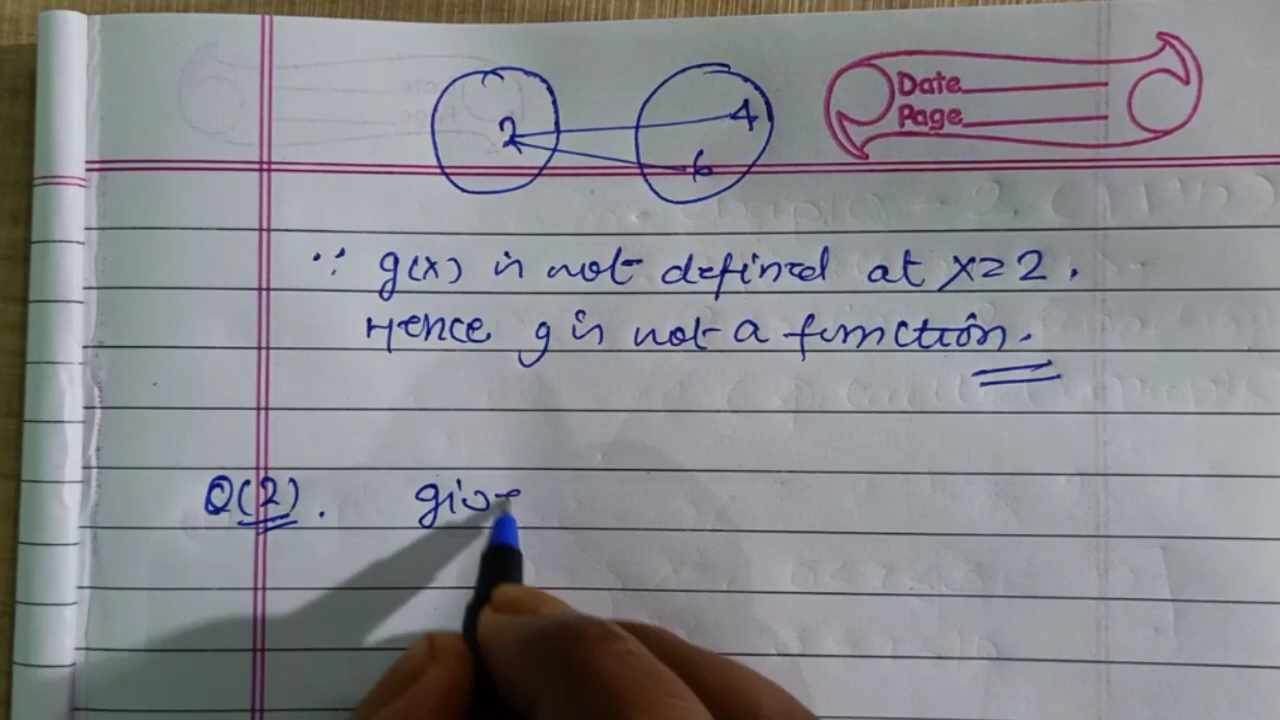 2 4
6
Date
Page
∵ g(x) is not defined at x=2.
Hence g is not a function.
Q(2). give